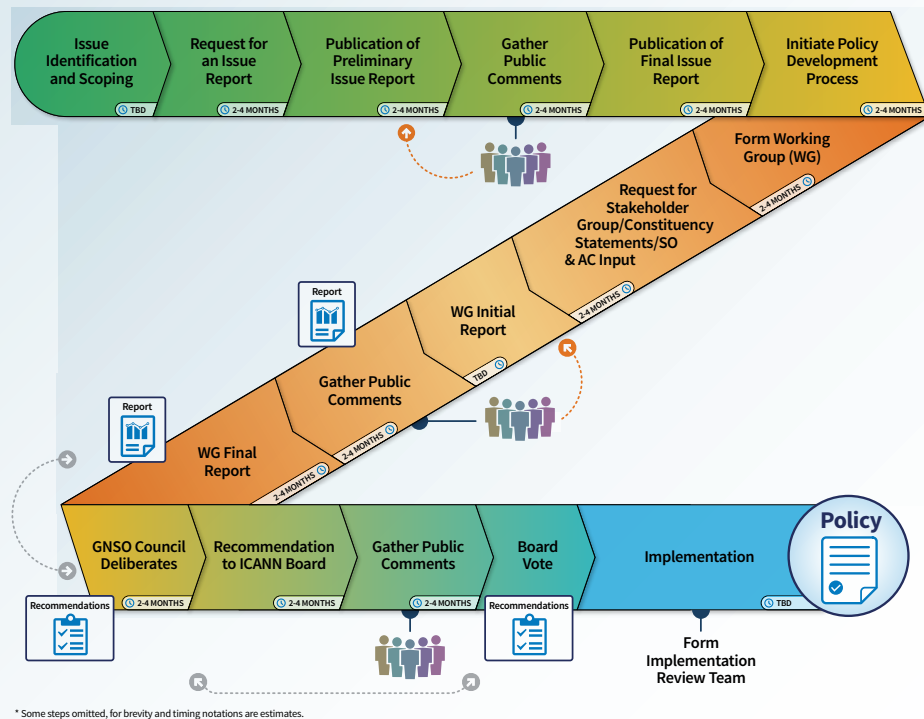 Issue
Identification
and Scoping
TBD
Request for
an Issue
Report
2-4 MONTHS
Publication of
Preliminary
Issue Report
2-4 MONTHS
Gather
Public
Comments
2-4 MONTHS
Publication of
Final Issue
Report
2-4 MONTHS
Initiate Policy
Development
Process
2-4 MONTHS
Form Working
Group (WG)
2-4 MONTHS
Request for
Stakeholder
Group/Constituency
Statements/SO
& AC Input
2-4 MONTHS
WG Initial
Report
TBD
Report
Gather Public
Comments
2-4 MONTHS
Report
WG Final
Report
2-4 MONTHS
GNSO Council
Deliberates
2-4 MONTHS
Recommendations
Recommendation
to ICANN Board
2-4 MONTHS
Gather Public
Comments
2-4 MONTHS
Board
Vote
Recommendations
Implementation
TBD
Form
Implementation
Review Team
Policy
* Some steps omitted, for brevity and timing notations are estimates.